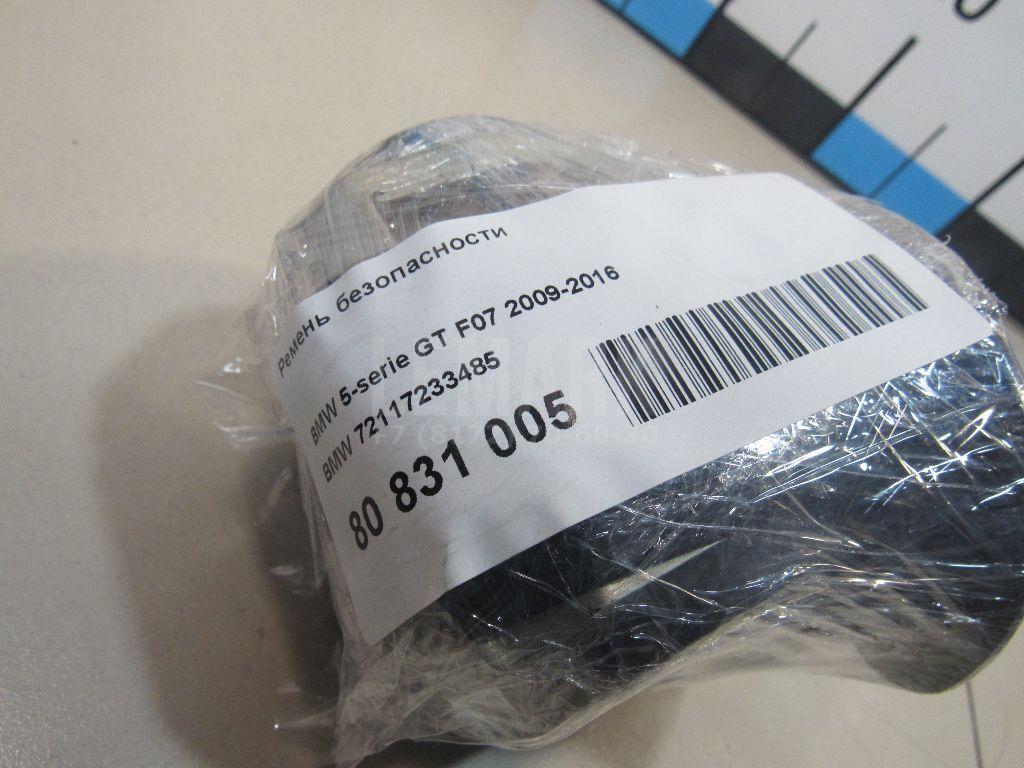 Ремень безопасности
BMW 5-serie GT F07 2009-2016
BMW 72117233485
80 831 005